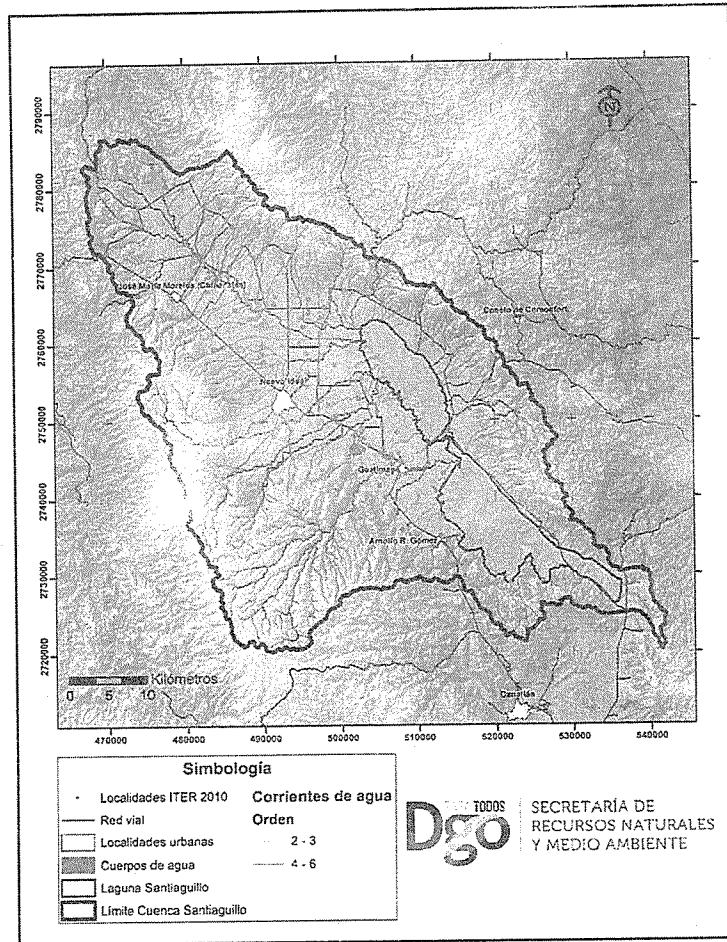 N
2790000
2780000
2770000
2760000
2750000
2740000
2730000
2720000
José María Morelos
Coneto de Comonfort
Nuevo Ideal
Guatimapé
Arnulfo R. Gómez
Canatlán
Kilómetros
0 5 10
470000 480000 490000 500000 510000 520000 530000 540000
Simbología
Localidades ITER 2010
Red vial
Localidades urbanas
Cuerpos de agua
Laguna Santiaguillo
Límite Cuenca Santiaguillo
Corrientes de agua
Orden
2 - 3
4 - 6
TODOS
Dgo
SECRETARÍA DE
RECURSOS NATURALES
Y MEDIO AMBIENTE